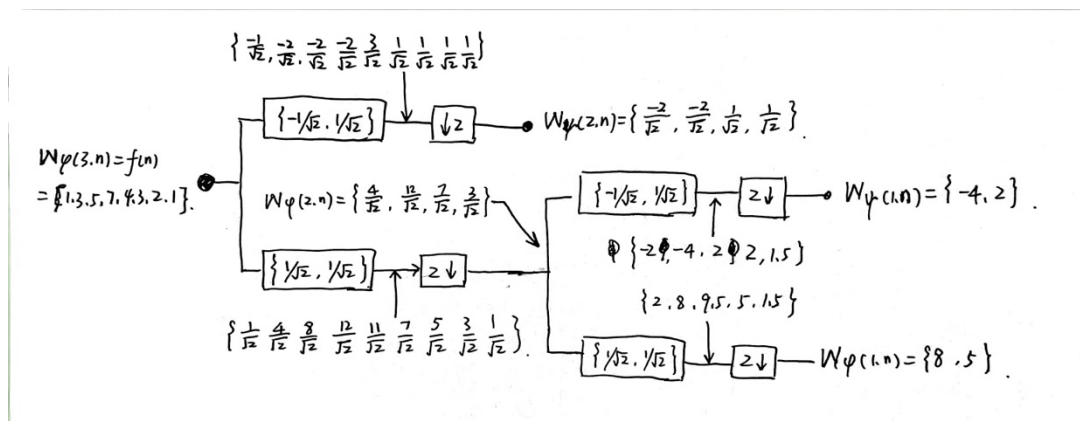 {-1/√2, -2/√2, -2/√2 -2/√2 3/√2 1/√2 1/√2 1/√2 1/√2}
{-1/√2, 1/√2}
↓2
Wψ(2,n)={-2/√2, -2/√2, 1/√2, 1/√2}.
Wφ(3,n)=f(n)
={1,3,5,7,4,3,2,1}.
Wφ(2,n)={4/√2, 12/√2, 7/√2, 3/√2}
{-1/√2, 1/√2}
2↓
Wψ(1,n)={-4,2}.
{-2,-4,2,1.5}
{1/√2, 1/√2}
2↓
{2,8,9.5,5,1.5}
{1/√2 4/√2 8/√2 12/√2 11/√2 7/√2 5/√2 3/√2 1/√2}.
{1/√2, 1/√2}
2↓
Wφ(1,n)={8,5}.